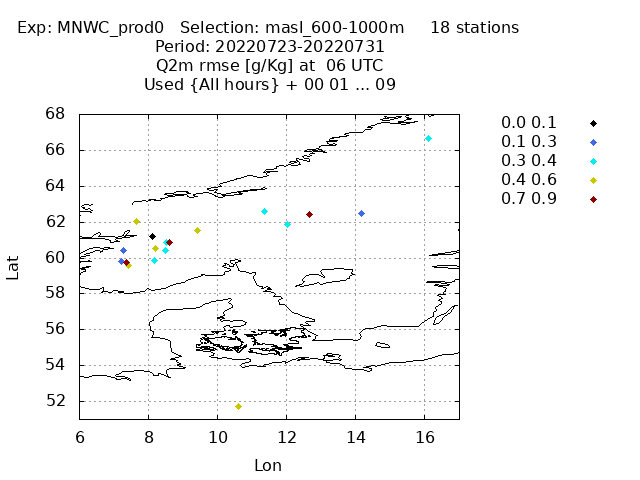 Exp: MNWC_prod0 Selection: masl_600-1000m 18 stations
Period: 20220723-20220731
Q2m rmse [g/Kg] at 06 UTC
Used {All hours} + 00 01 ... 09
68
66
64
62
60
58
56
54
52
6 8 10 12 14 16
Lat
Lon
0.0 0.1
0.1 0.3
0.3 0.4
0.4 0.6
0.7 0.9